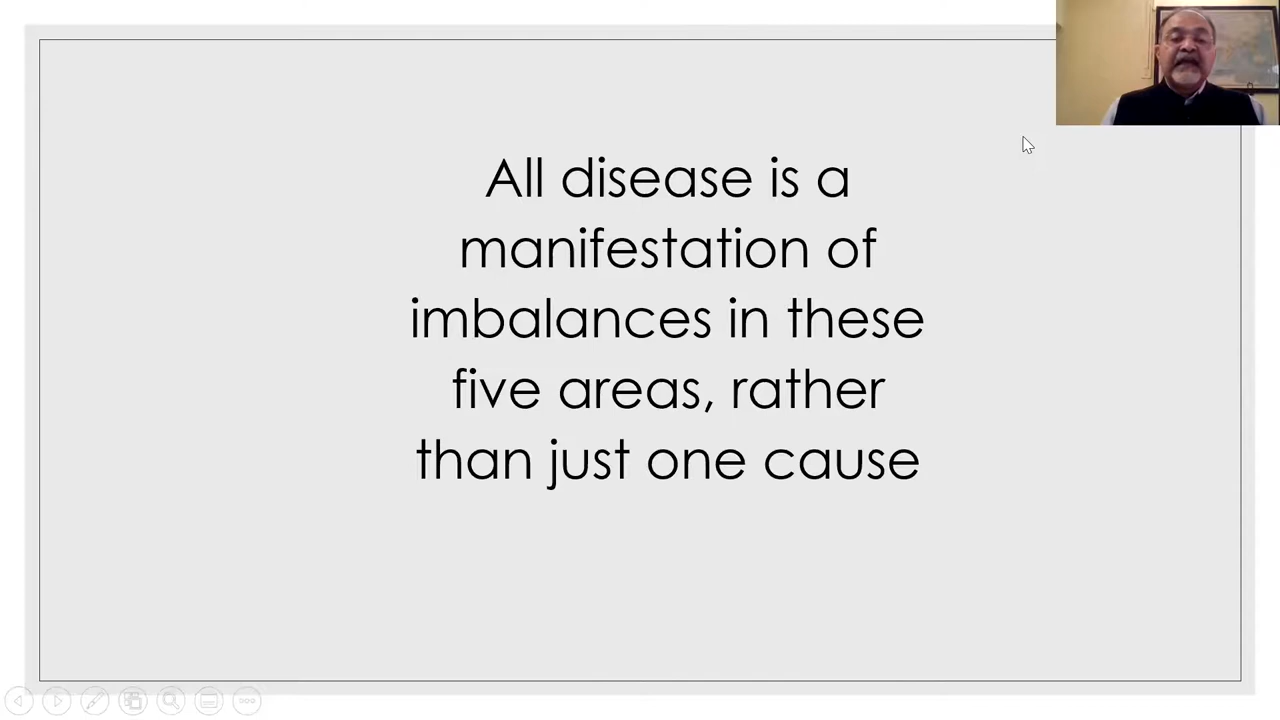 All disease is a
manifestation of
imbalances in these
five areas, rather
than just one cause